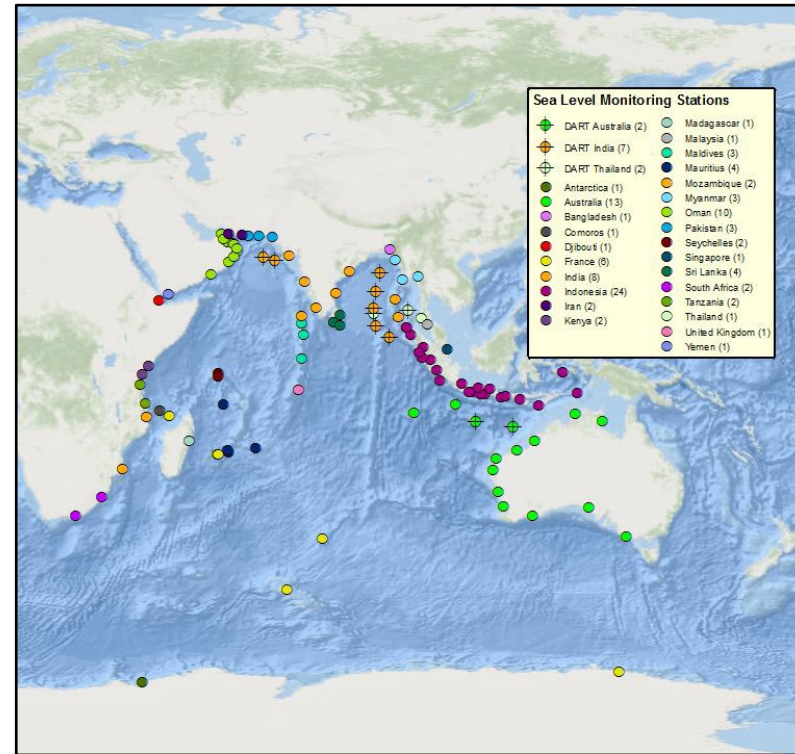 Sea Level Monitoring Stations
DART Australia (2)
DART India (7)
DART Thailand (2)
Antarctica (1)
Australia (13)
Bangladesh (1)
Comoros (1)
Djibouti (1)
France (6)
India (8)
Indonesia (24)
Iran (2)
Kenya (2)
Madagascar (1)
Malaysia (1)
Maldives (3)
Mauritius (4)
Mozambique (2)
Myanmar (3)
Oman (10)
Pakistan (3)
Seychelles (2)
Singapore (1)
Sri Lanka (4)
South Africa (2)
Tanzania (2)
Thailand (1)
United Kingdom (1)
Yemen (1)